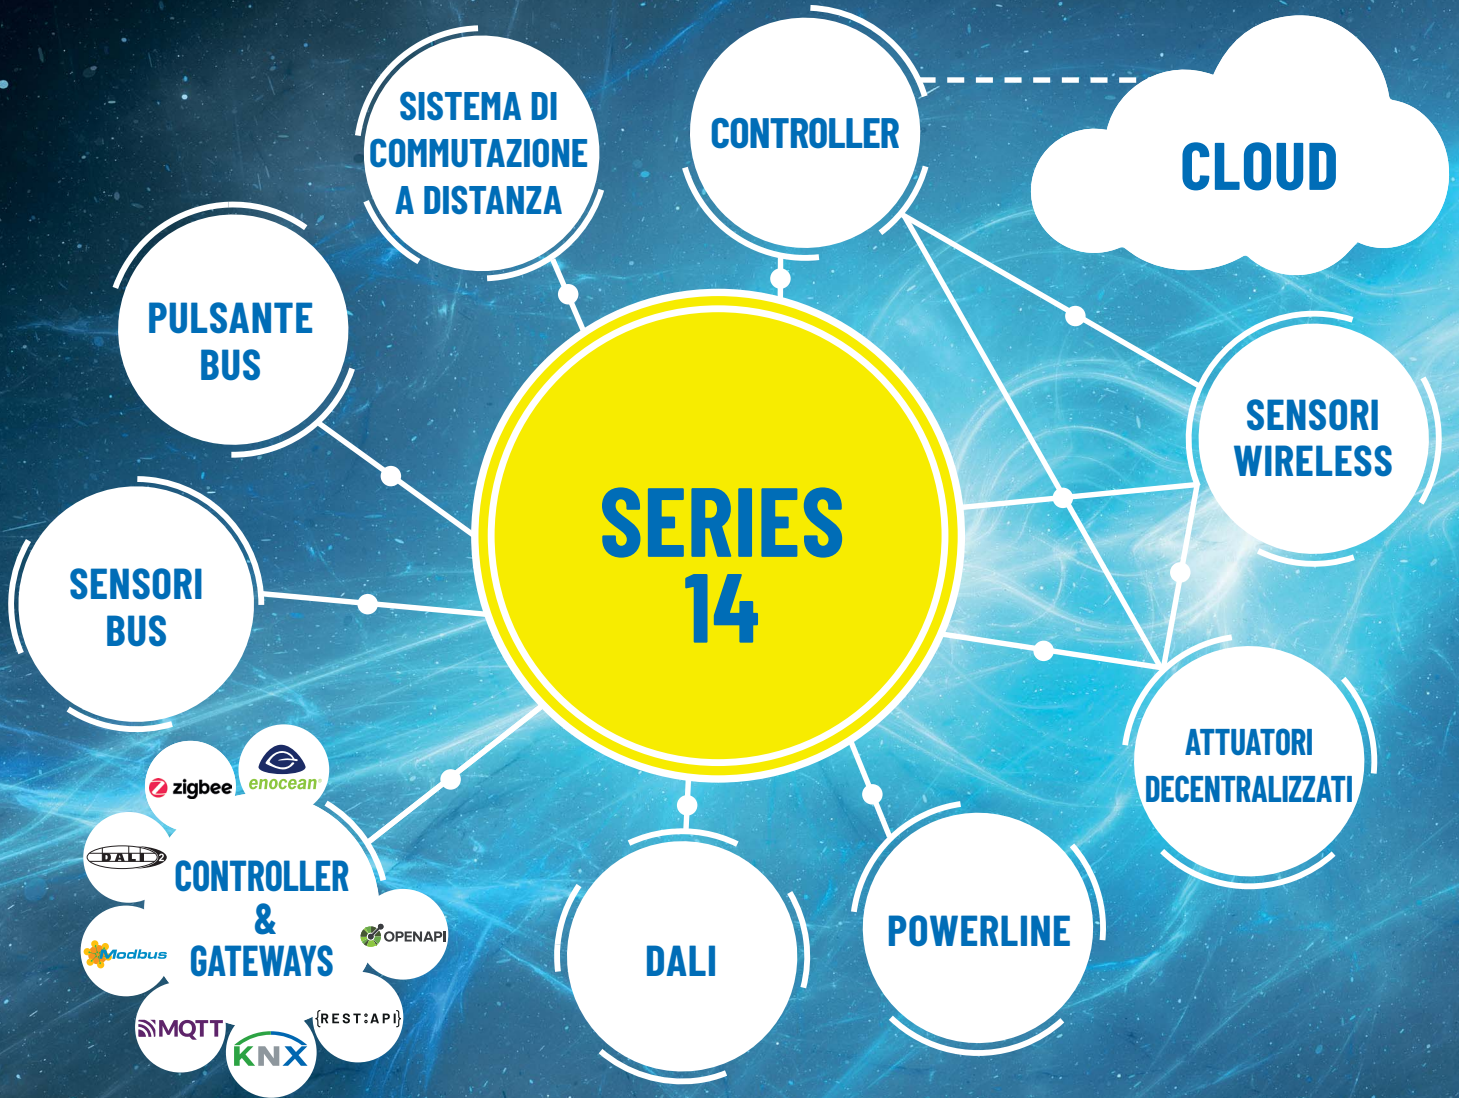 SISTEMA DI
COMMUTAZIONE
A DISTANZA
CONTROLLER
CLOUD
PULSANTE
BUS
SENSORI
WIRELESS
SERIES
14
SENSORI
BUS
ATTUATORI
DECENTRALIZZATI
zigbee
enocean®
DALI 2
CONTROLLER
&
GATEWAYS
Modbus
OPENAPI
MQTT
{REST:API}
KNX
DALI
POWERLINE